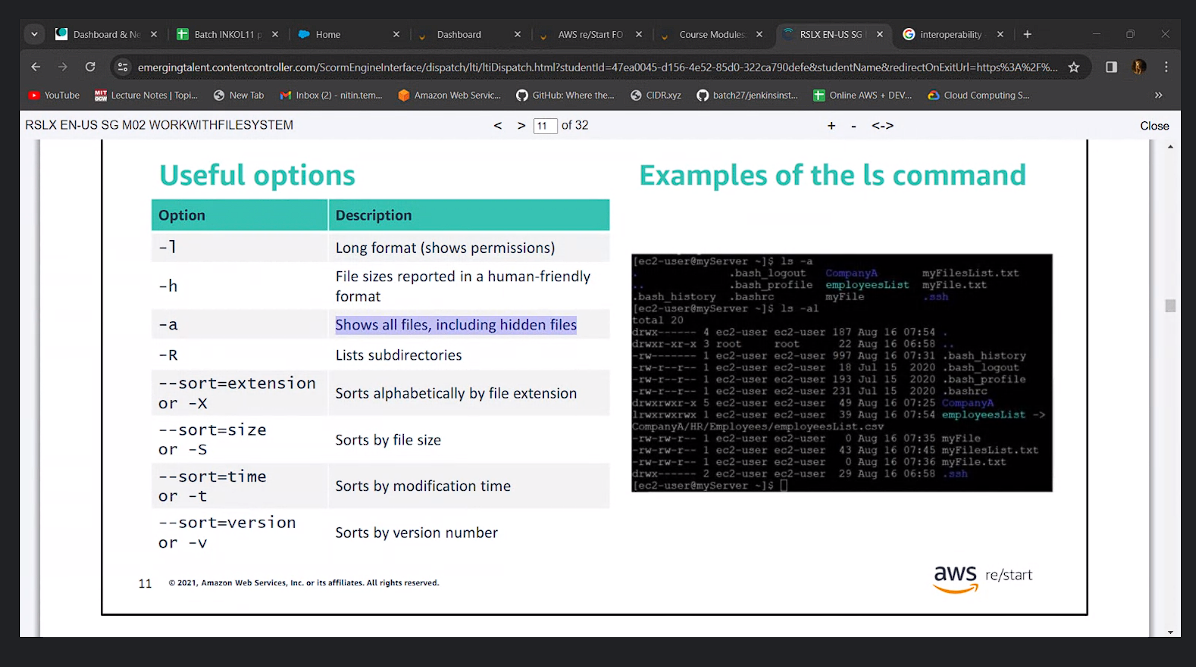 Dashboard & Ne
Batch INKOL11 p
Home
Dashboard
AWS re/Start FO
Course Modules
RSLX EN-US SG
interoperability
emergingtalent.contentcontroller.com/ScormEngineInterface/dispatch/lti/ltiDispatch.html?studentId=47ea0045-d156-4e52-85d0-322ca790defe&studentName&redirectOnExitUrl=https%3A%2F%...
YouTube
Lecture Notes | Topi...
New Tab
Inbox (2) - nitin.tem...
Amazon Web Servic...
GitHub: Where the...
CIDR.xyz
batch27/jenkinsinst...
Online AWS + DEV...
Cloud Computing S...
RSLX EN-US SG M02 WORKWITHFILESYSTEM
< > 11 of 32
+ - <->
Close
Useful options
Option Description
-l Long format (shows permissions)
-h File sizes reported in a human-friendly
format
-a Shows all files, including hidden files
-R Lists subdirectories
--sort=extension
or -X Sorts alphabetically by file extension
--sort=size
or -S Sorts by file size
--sort=time
or -t Sorts by modification time
--sort=version
or -v Sorts by version number
Examples of the ls command
[ec2-user@myServer ~]$ ls -a
. .bash_logout CompanyA myFilesList.txt
.. .bash_profile employeesList myFile.txt
.bash_history .bashrc myFile .ssh
[ec2-user@myServer ~]$ ls -al
total 20
drwx------ 4 ec2-user ec2-user 187 Aug 16 07:54 .
drwxr-xr-x 3 root root 22 Aug 16 06:58 ..
-rw------- 1 ec2-user ec2-user 997 Aug 16 07:31 .bash_history
-rw-r--r-- 1 ec2-user ec2-user 18 Jul 15 2020 .bash_logout
-rw-r--r-- 1 ec2-user ec2-user 193 Jul 15 2020 .bash_profile
-rw-r--r-- 1 ec2-user ec2-user 231 Jul 15 2020 .bashrc
drwxrwxr-x 5 ec2-user ec2-user 49 Aug 16 07:25 CompanyA
lrwxrwxrwx 1 ec2-user ec2-user 39 Aug 16 07:54 employeesList ->
CompanyA/HR/Employees/employeesList.csv
-rw-rw-r-- 1 ec2-user ec2-user 0 Aug 16 07:35 myFile
-rw-rw-r-- 1 ec2-user ec2-user 43 Aug 16 07:45 myFilesList.txt
-rw-rw-r-- 1 ec2-user ec2-user 0 Aug 16 07:36 myFile.txt
drwx------ 2 ec2-user ec2-user 29 Aug 16 06:58 .ssh
[ec2-user@myServer ~]$
11 © 2021, Amazon Web Services, Inc. or its affiliates. All rights reserved.
aws re/start